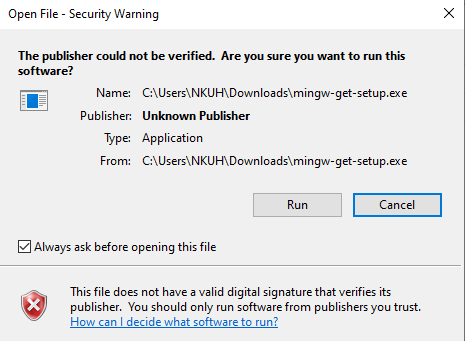 Open File - Security Warning
The publisher could not be verified.  Are you sure you want to run this
software?
Name: C:\Users\NKUH\Downloads\mingw-get-setup.exe
Publisher: Unknown Publisher
Type: Application
From: C:\Users\NKUH\Downloads\mingw-get-setup.exe
Run Cancel
Always ask before opening this file
This file does not have a valid digital signature that verifies its
publisher.  You should only run software from publishers you trust.
How can I decide what software to run?